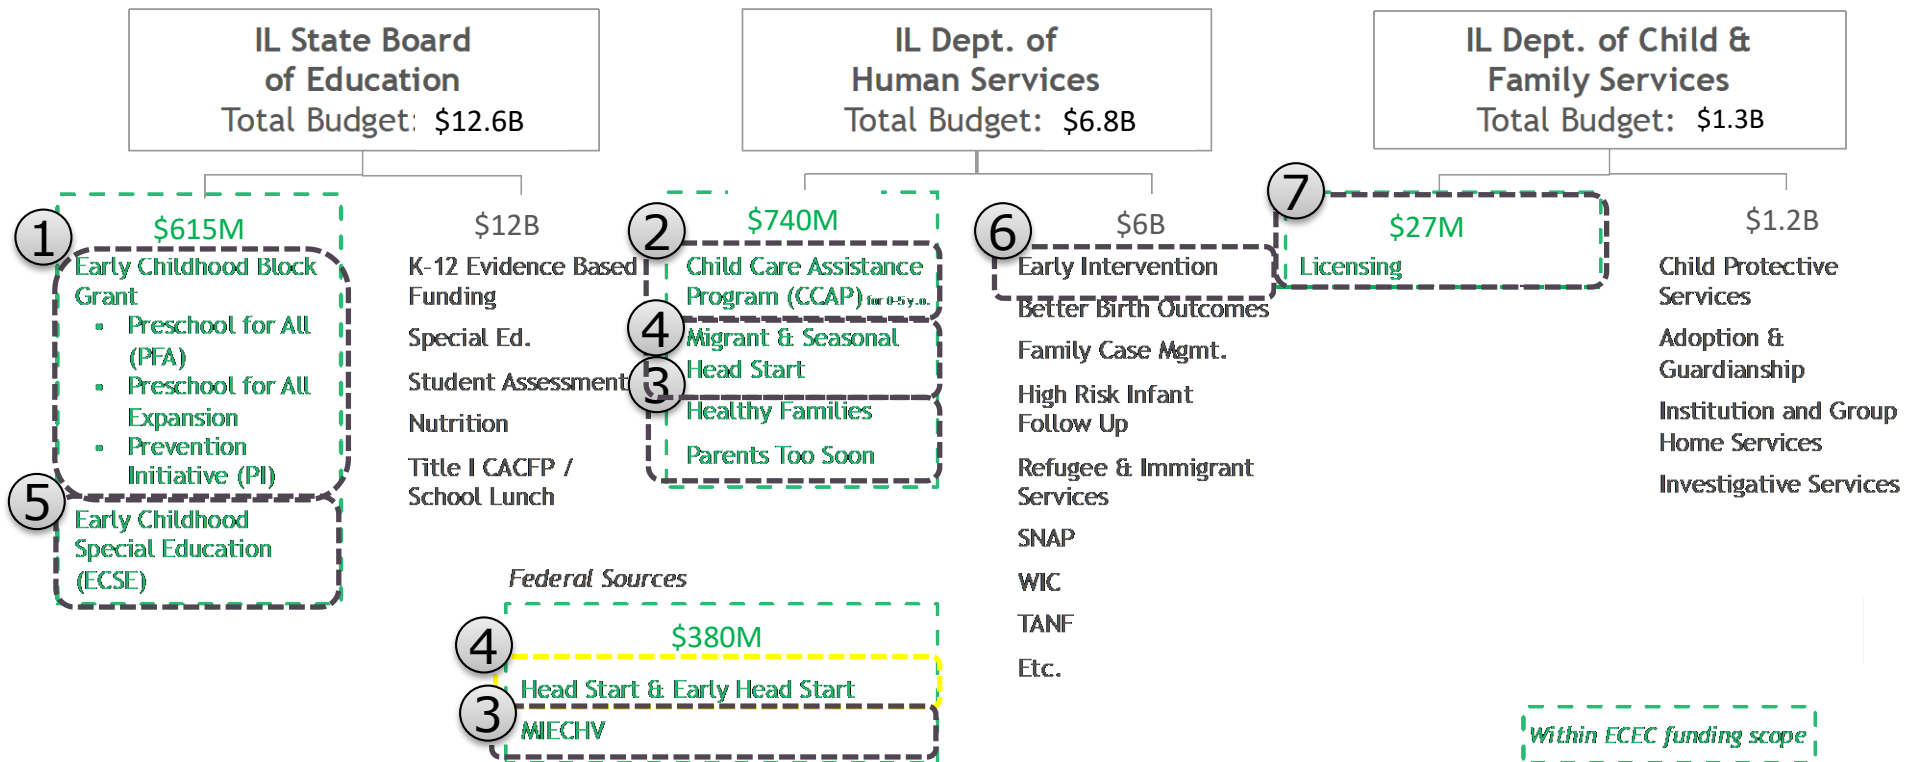 IL State Board
of Education
Total Budget: $12.6B
1
$615M
Early Childhood Block
Grant
▪ Preschool for All
(PFA)
▪ Preschool for All
Expansion
▪ Prevention
Initiative (PI)
5
Early Childhood
Special Education
(ECSE)
$12B
K-12 Evidence Based
Funding
Special Ed.
Student Assessment
Nutrition
Title I CACFP /
School Lunch
IL Dept. of
Human Services
Total Budget: $6.8B
2
$740M
Child Care Assistance
Program (CCAP) for 0-5 y.o.
4
Migrant & Seasonal
Head Start
3
Healthy Families
Parents Too Soon
6
$6B
Early Intervention
Better Birth Outcomes
Family Case Mgmt.
High Risk Infant
Follow Up
Refugee & Immigrant
Services
SNAP
WIC
TANF
Etc.
IL Dept. of Child &
Family Services
Total Budget: $1.3B
7
$27M
Licensing
$1.2B
Child Protective
Services
Adoption &
Guardianship
Institution and Group
Home Services
Investigative Services
Federal Sources
$380M
4
Head Start & Early Head Start
3
MIECHV
Within ECEC funding scope